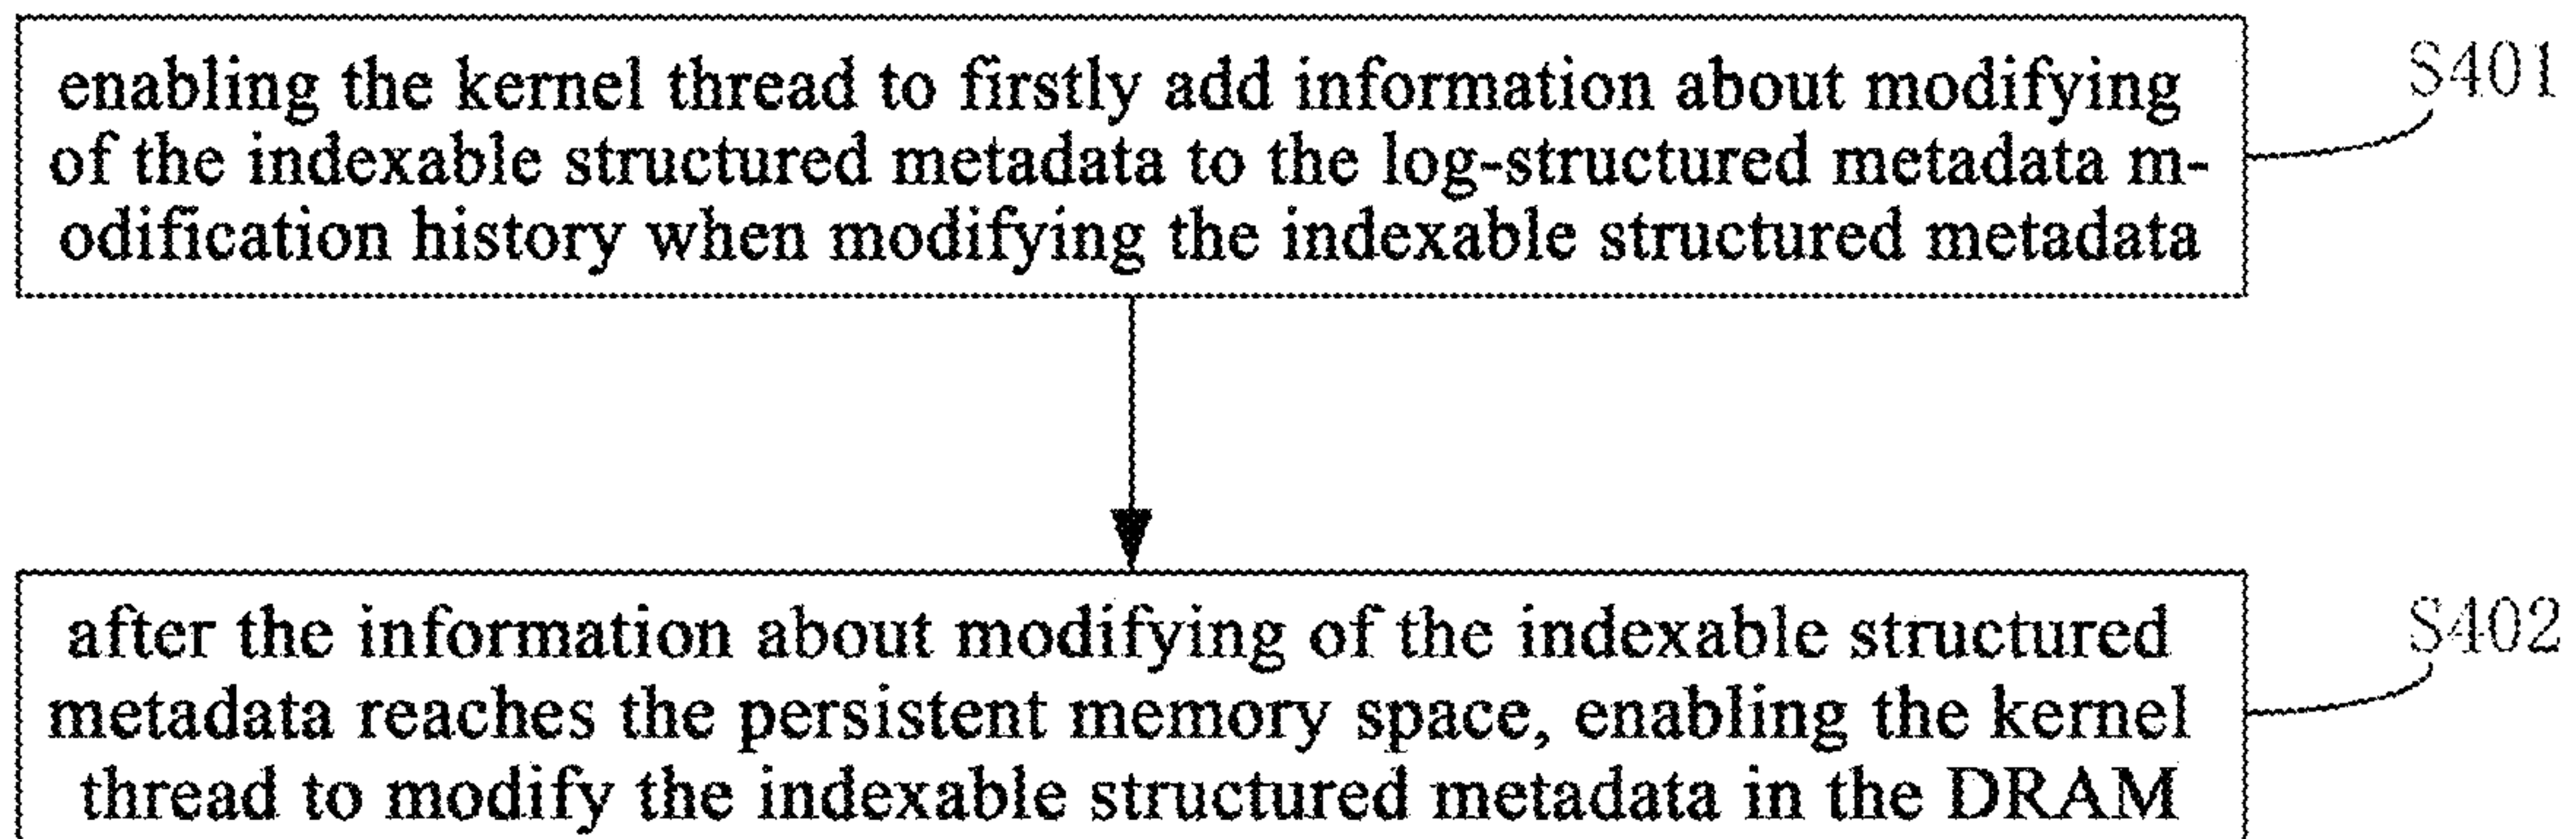 enabling the kernel thread to firstly add information about modifying
of the indexable structured metadata to the log-structured metadata m-
odification history when modifying the indexable structured metadata
S401
after the information about modifying of the indexable structured
metadata reaches the persistent memory space, enabling the kernel
thread to modify the indexable structured metadata in the DRAM
S402